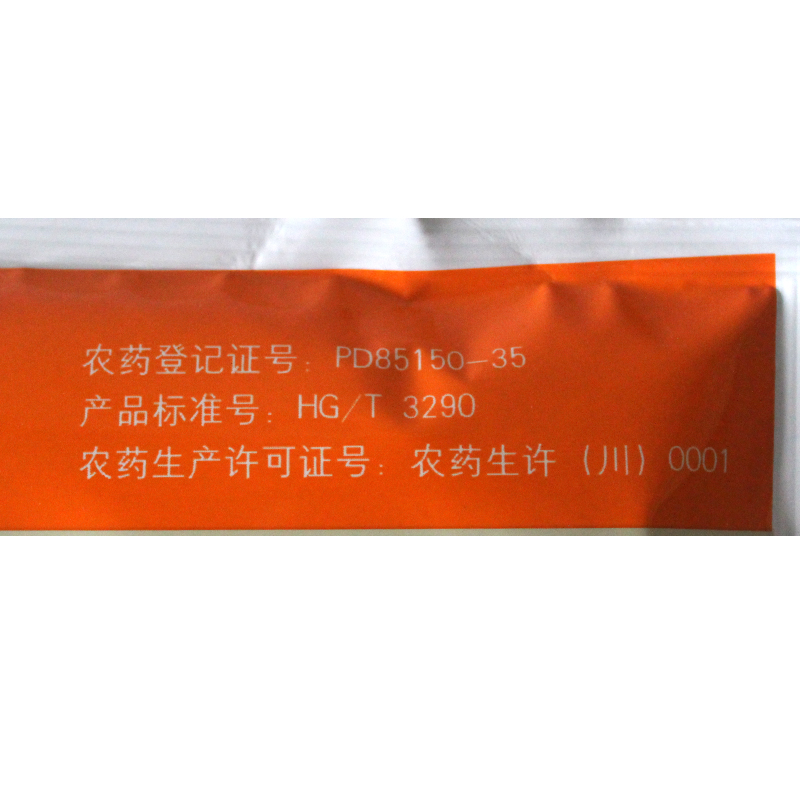 农药登记证号：PD85150-35
产品标准号：HG/T 3290
农药生产许可证号：农药生许（川）0001